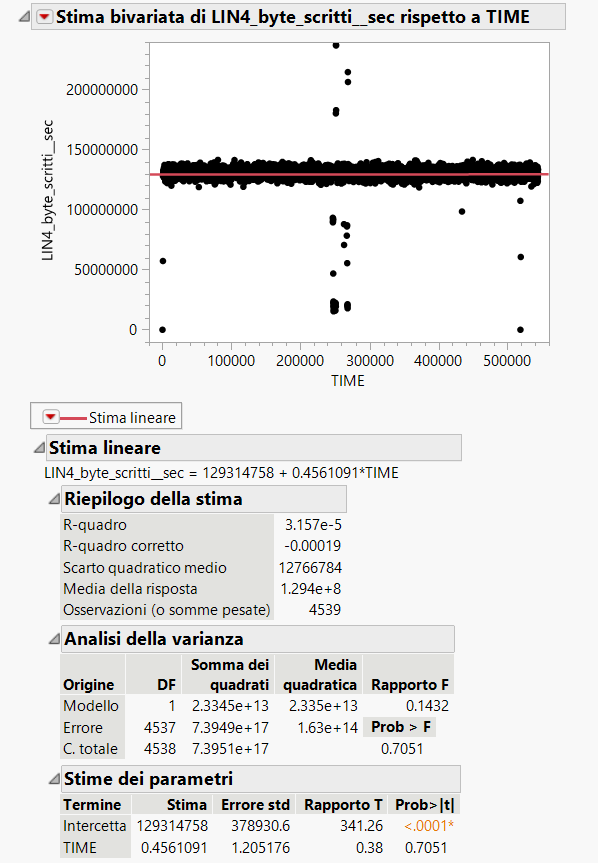 Stima bivariata di LIN4_byte_scritti__sec rispetto a TIME
200000000
150000000
100000000
50000000
0
LIN4_byte_scritti__sec
0 100000 200000 300000 400000 500000
TIME
Stima lineare
Stima lineare
LIN4_byte_scritti__sec = 129314758 + 0.4561091*TIME
Riepilogo della stima
R-quadro 3.157e-5
R-quadro corretto -0.00019
Scarto quadratico medio 12766784
Media della risposta 1.294e+8
Osservazioni (o somme pesate) 4539
Analisi della varianza
Somma dei Media
Origine DF quadrati quadratica Rapporto F
Modello 1 2.3345e+13 2.335e+13 0.1432
Errore 4537 7.3949e+17 1.63e+14 Prob > F
C. totale 4538 7.3951e+17 0.7051
Stime dei parametri
Termine Stima Errore std Rapporto T Prob>|t|
Intercetta 129314758 378930.6 341.26 <.0001*
TIME 0.4561091 1.205176 0.38 0.7051